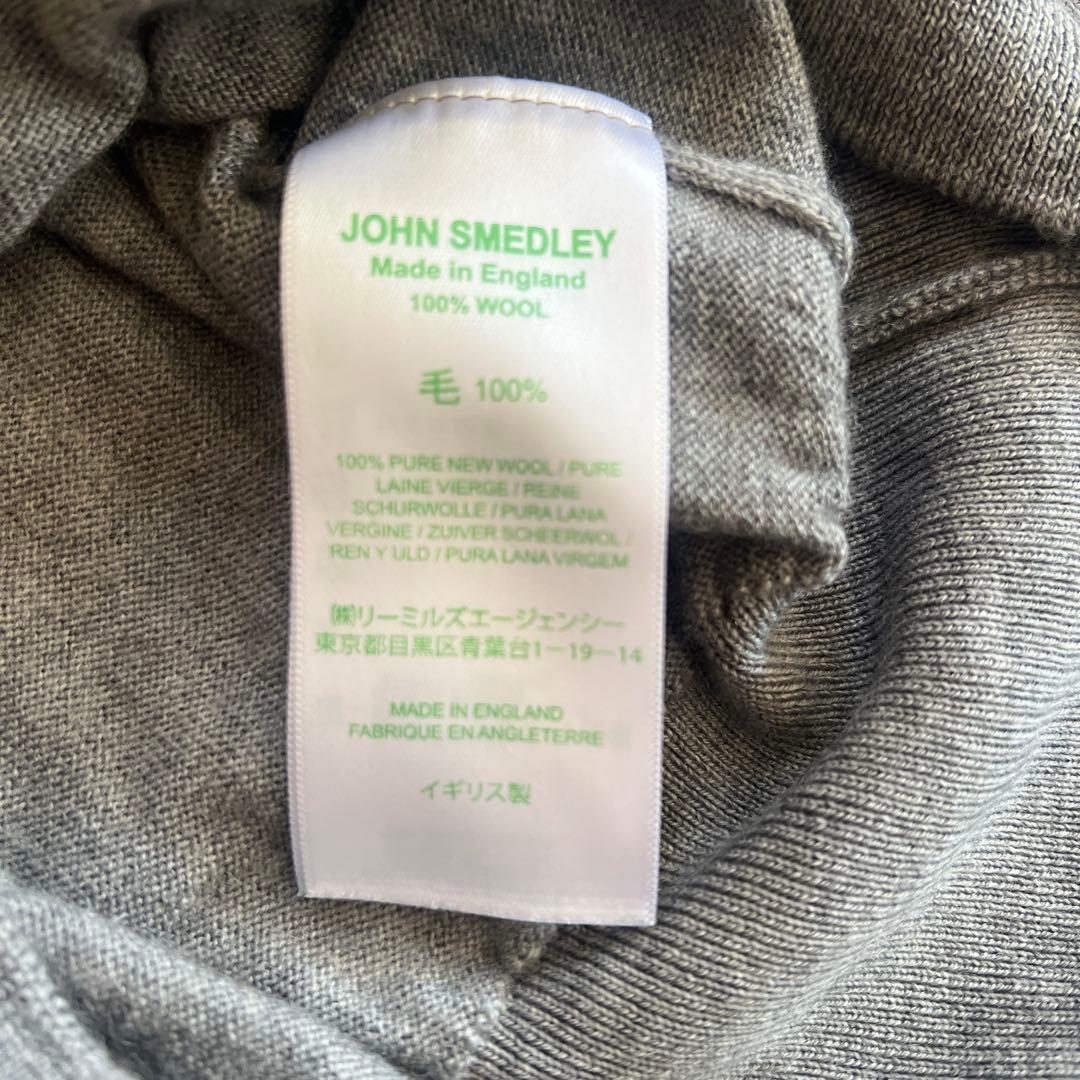 JOHN SMEDLEY
Made in England
100% WOOL
毛 100%
100% PURE NEW WOOL / PURE
LAINE VIERGE / REINE
SCHURWOLLE / PURA LANA
VERGINE / ZUIVER SCHEERWOL /
REN Y ULD / PURA LANA VIRGEM
㈱リーミルズエージェンシー
東京都目黒区青葉台1-19-14
MADE IN ENGLAND
FABRIQUE EN ANGLETERRE
イギリス製